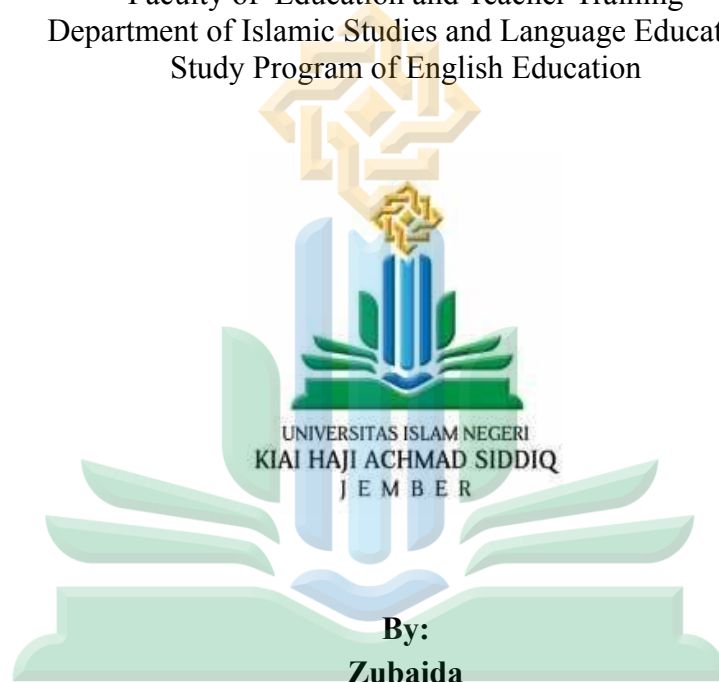 Faculty of Education and Teacher Training
Department of Islamic Studies and Language
Study Program of English Education
UNIVERSITAS ISLAM NEGERI
KIAI HAJI ACHMAD SIDDIQ
JEMBER
By:
Zubaida